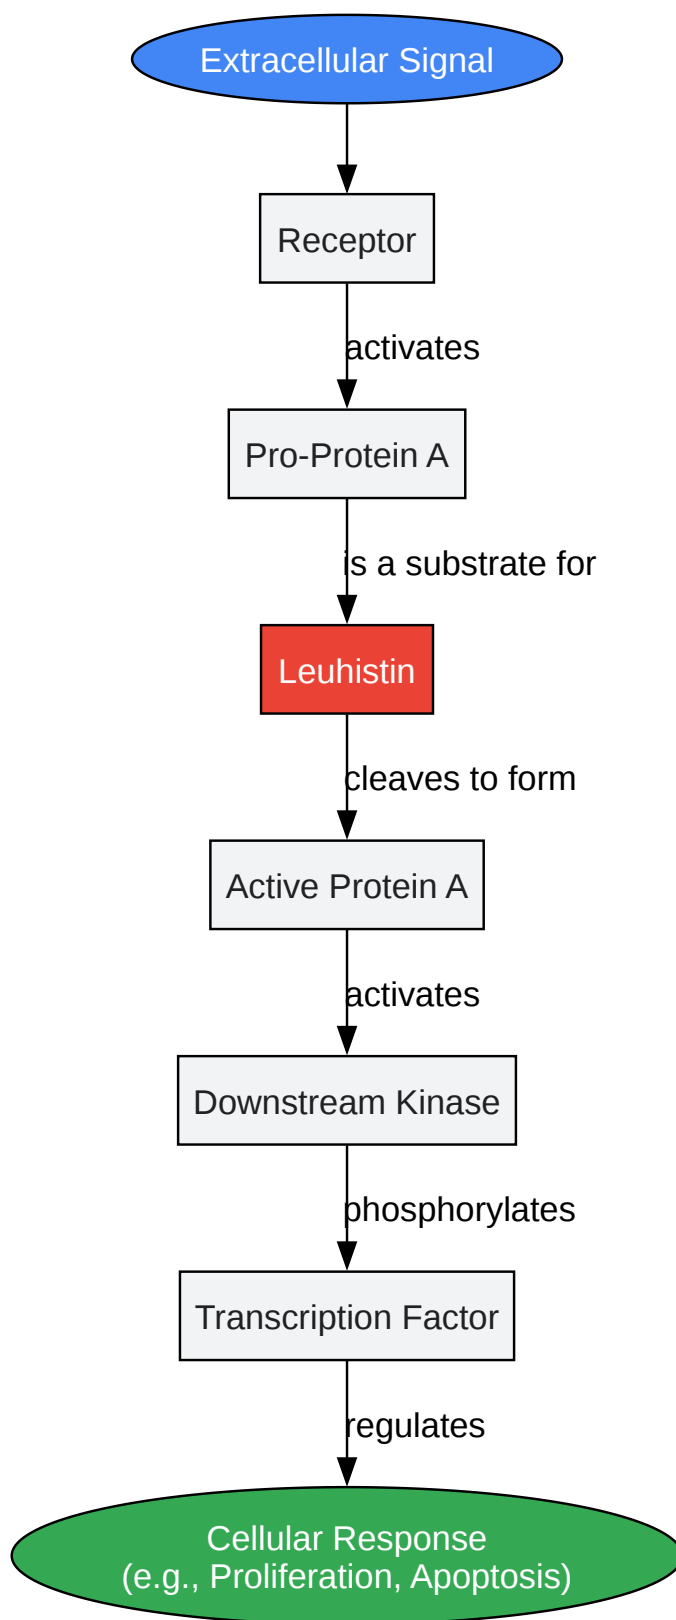 Extracellular Signal
Receptor
activates
Pro-Protein A
is a substrate for
Leuhistin
cleaves to form
Active Protein A
activates
Downstream Kinase
phosphorylates
Transcription Factor
regulates
Cellular Response
(e.g., Proliferation, Apoptosis)